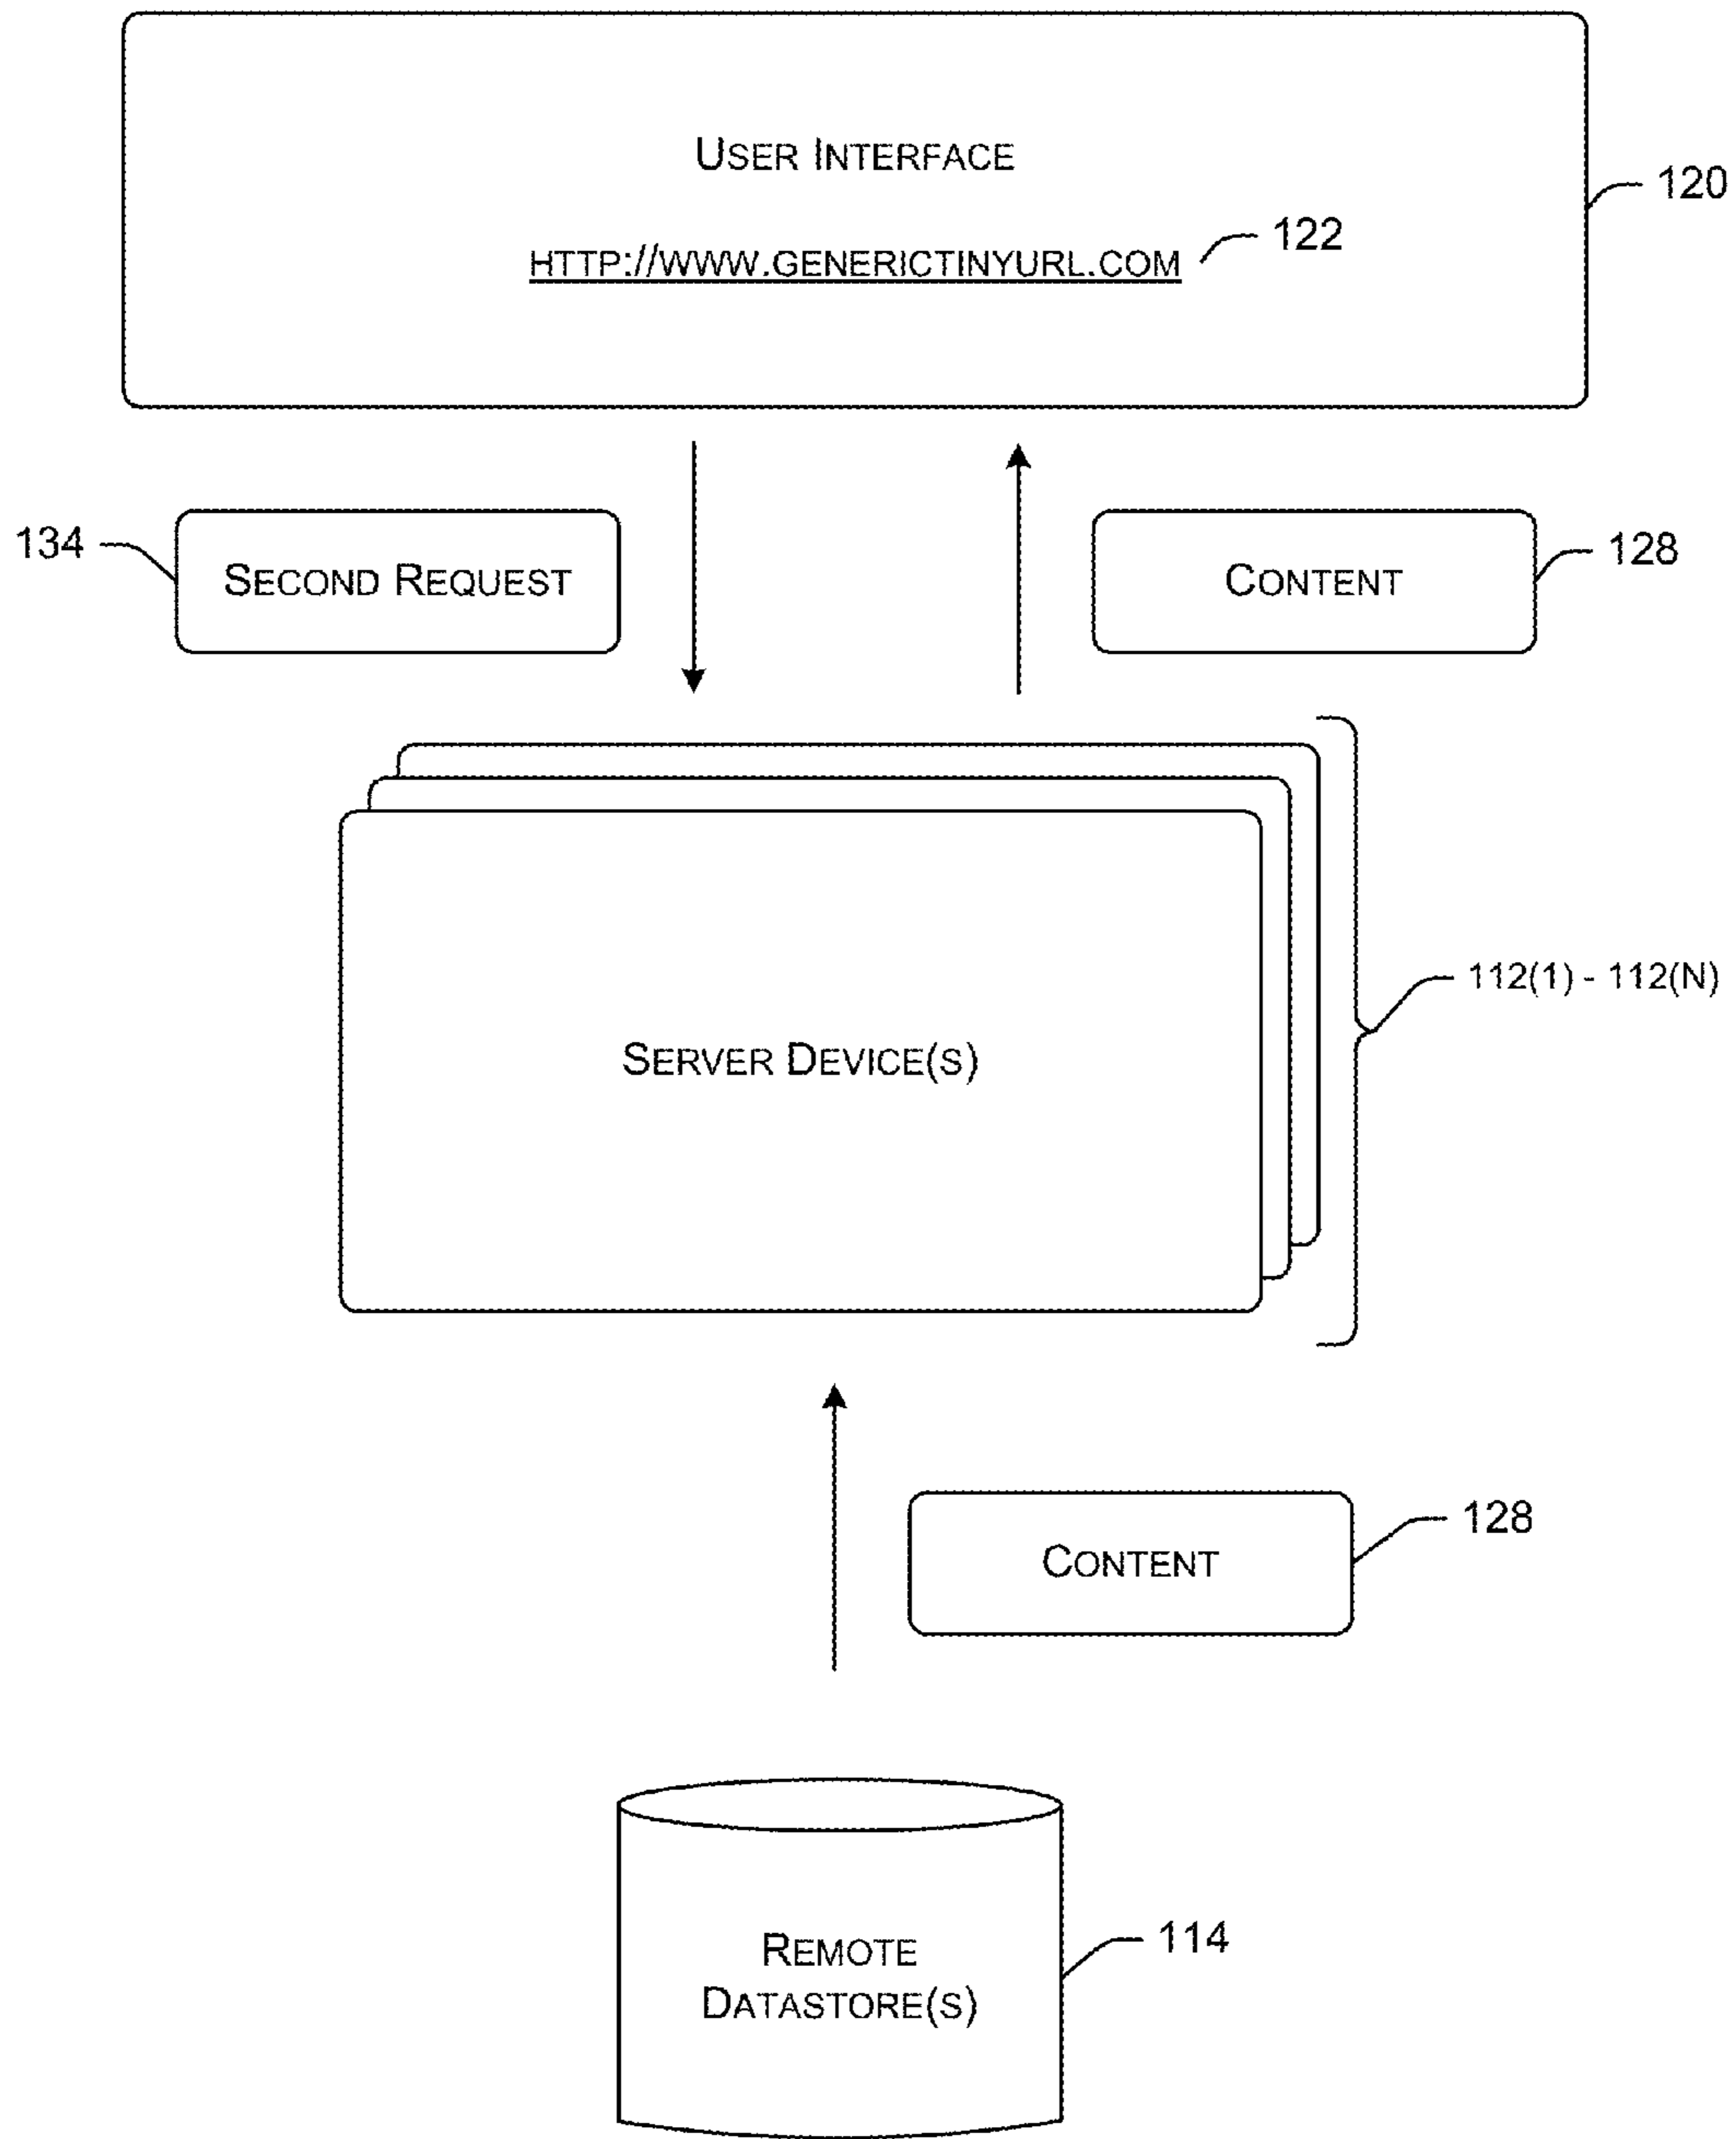 USER INTERFACE
120
HTTP://WWW.GENERICTINYURL.COM
122
134
SECOND REQUEST
CONTENT
128
SERVER DEVICE(S)
112(1) - 112(N)
CONTENT
128
REMOTE
DATASTORE(S)
114